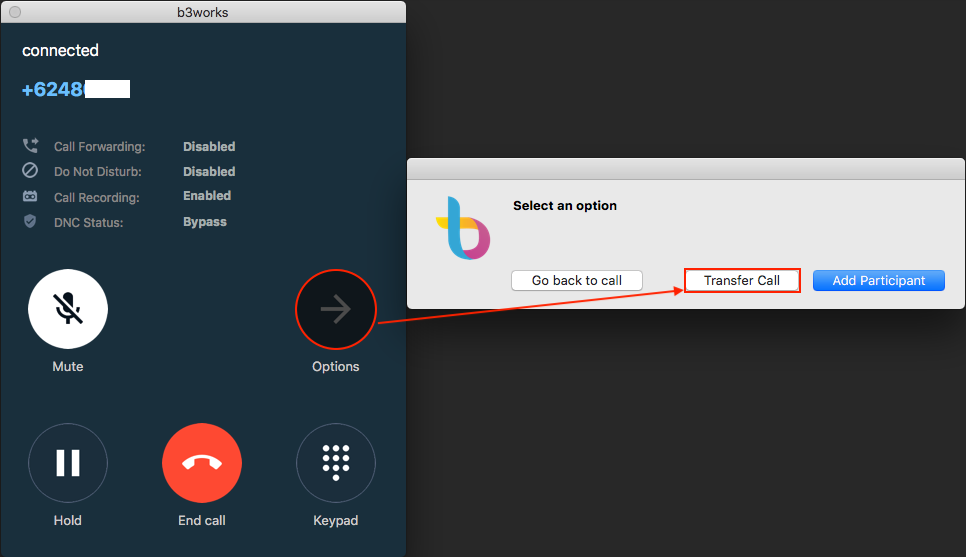 b3works
connected
+6248
Call Forwarding: Disabled
Do Not Disturb: Disabled
Call Recording: Enabled
DNC Status: Bypass
Mute
Options
Hold
End call
Keypad
Select an option
Go back to call
Transfer Call
Add Participant